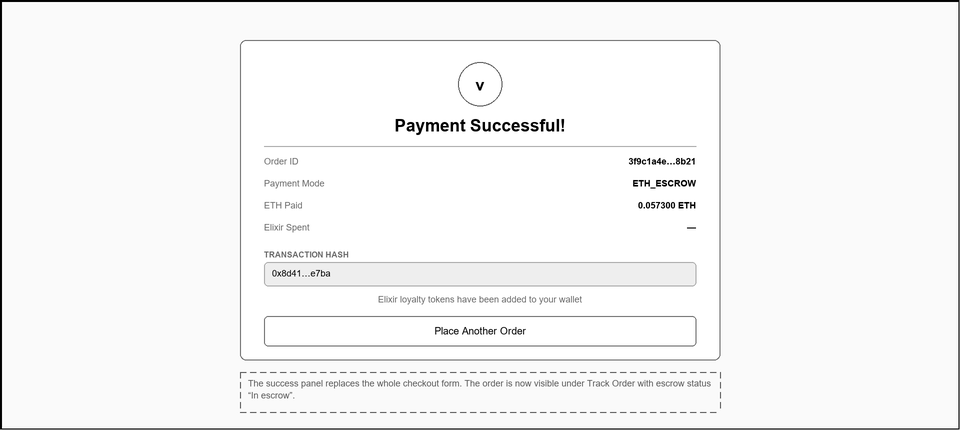 v
Payment Successful!
Order ID 3f9c1a4e...8b21
Payment Mode ETH_ESCROW
ETH Paid 0.057300 ETH
Elixir Spent —
TRANSACTION HASH
0x8d41...e7ba
Elixir loyalty tokens have been added to your wallet
Place Another Order
The success panel replaces the whole checkout form. The order is now visible under Track Order with escrow status
“In escrow”.